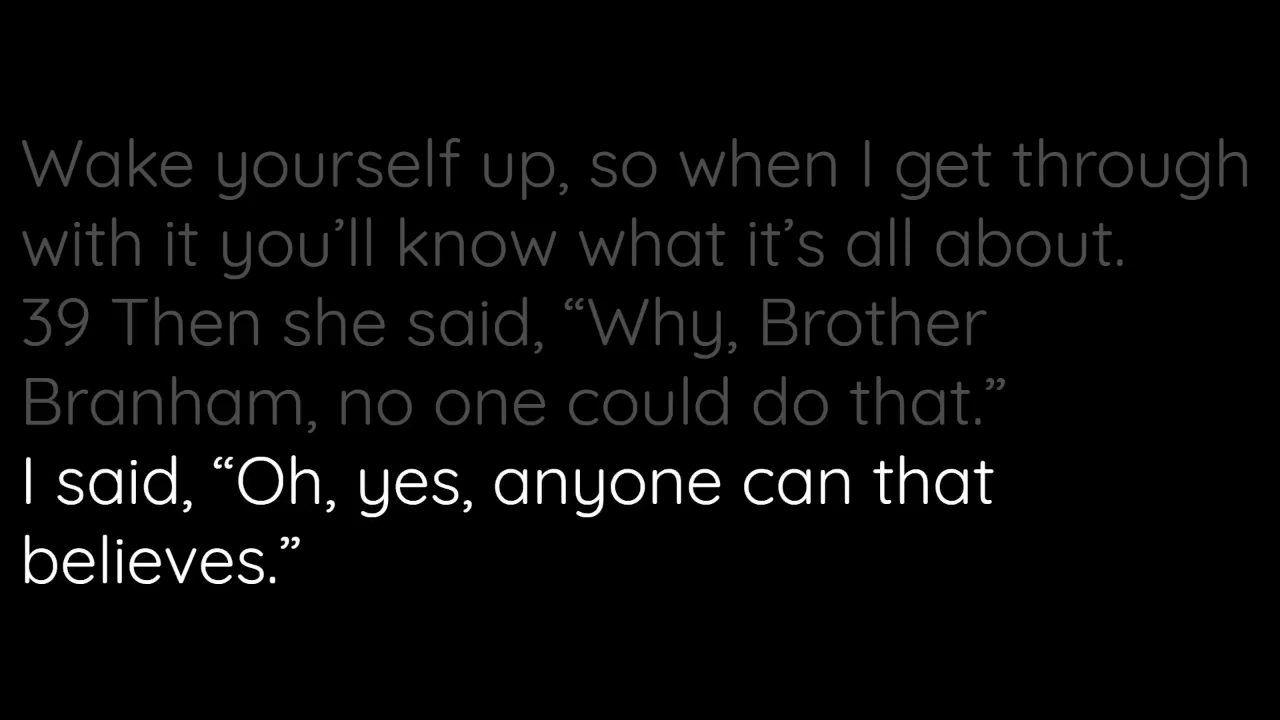 Wake yourself up, so when I get through
with it you’ll know what it’s all about.
39 Then she said, “Why, Brother
Branham, no one could do that.”
I said, “Oh, yes, anyone can that
believes.”